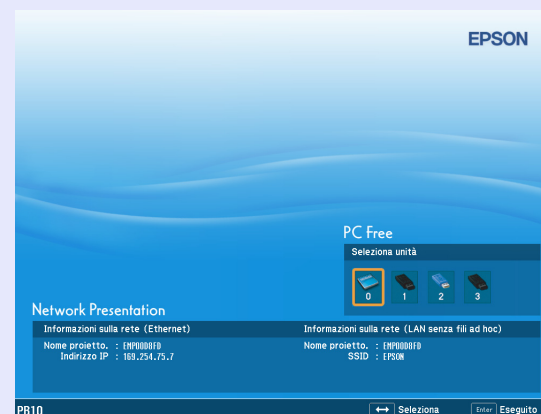 EPSON
PC Free
Seleziona unità
0 1 2 3
Network Presentation
Informazioni sulla rete (Ethernet)
Nome proietto. : EMP00D8FD
Indirizzo IP : 169.254.75.7
Informazioni sulla rete (LAN senza fili ad hoc)
Nome proietto. : EMP00D8FD
SSID : EPSON
PR10
Seleziona
Enter Eseguito